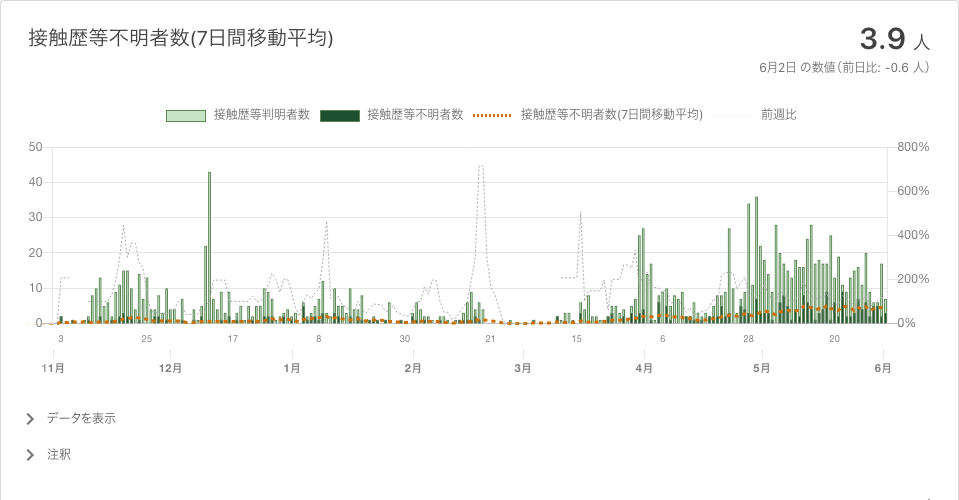 接触歴等不明者数(7日間移動平均)
3.9 人
6月2日 の数値(前日比: -0.6 人)
接触歴等判明者数 接触歴等不明者数 接触歴等不明者数(7日間移動平均) 前週比
50 800%
40 600%
30 400%
20 200%
10 0%
0
3 25 17 8 30 21 15 6 28 20
11月 12月 1月 2月 3月 4月 5月 6月
データを表示
注釈